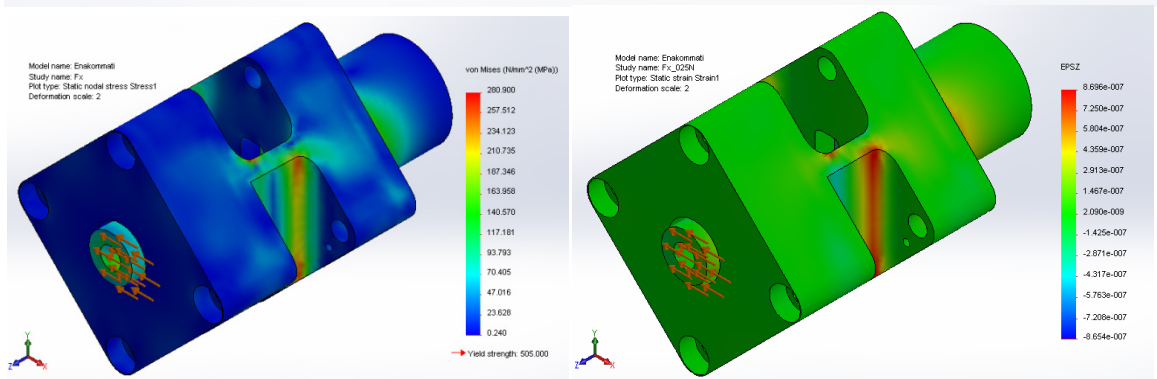 Model name: Enakommati
Study name: Fx
Plot type: Static nodal stress Stress1
Deformation scale: 2
von Mises (N/mm^2 (MPa))
280.900
257.512
234.123
210.735
187.346
163.958
140.570
117.181
93.793
70.405
47.016
23.628
0.240
Yield strength: 505.000
Y
Z
X
Model name: Enakommati
Study name: Fx_025N
Plot type: Static strain Strain1
Deformation scale: 2
EPSZ
8.696e-007
7.250e-007
5.804e-007
4.359e-007
2.913e-007
1.467e-007
2.090e-009
-1.425e-007
-2.871e-007
-4.317e-007
-5.763e-007
-7.208e-007
-8.654e-007
Y
Z
X